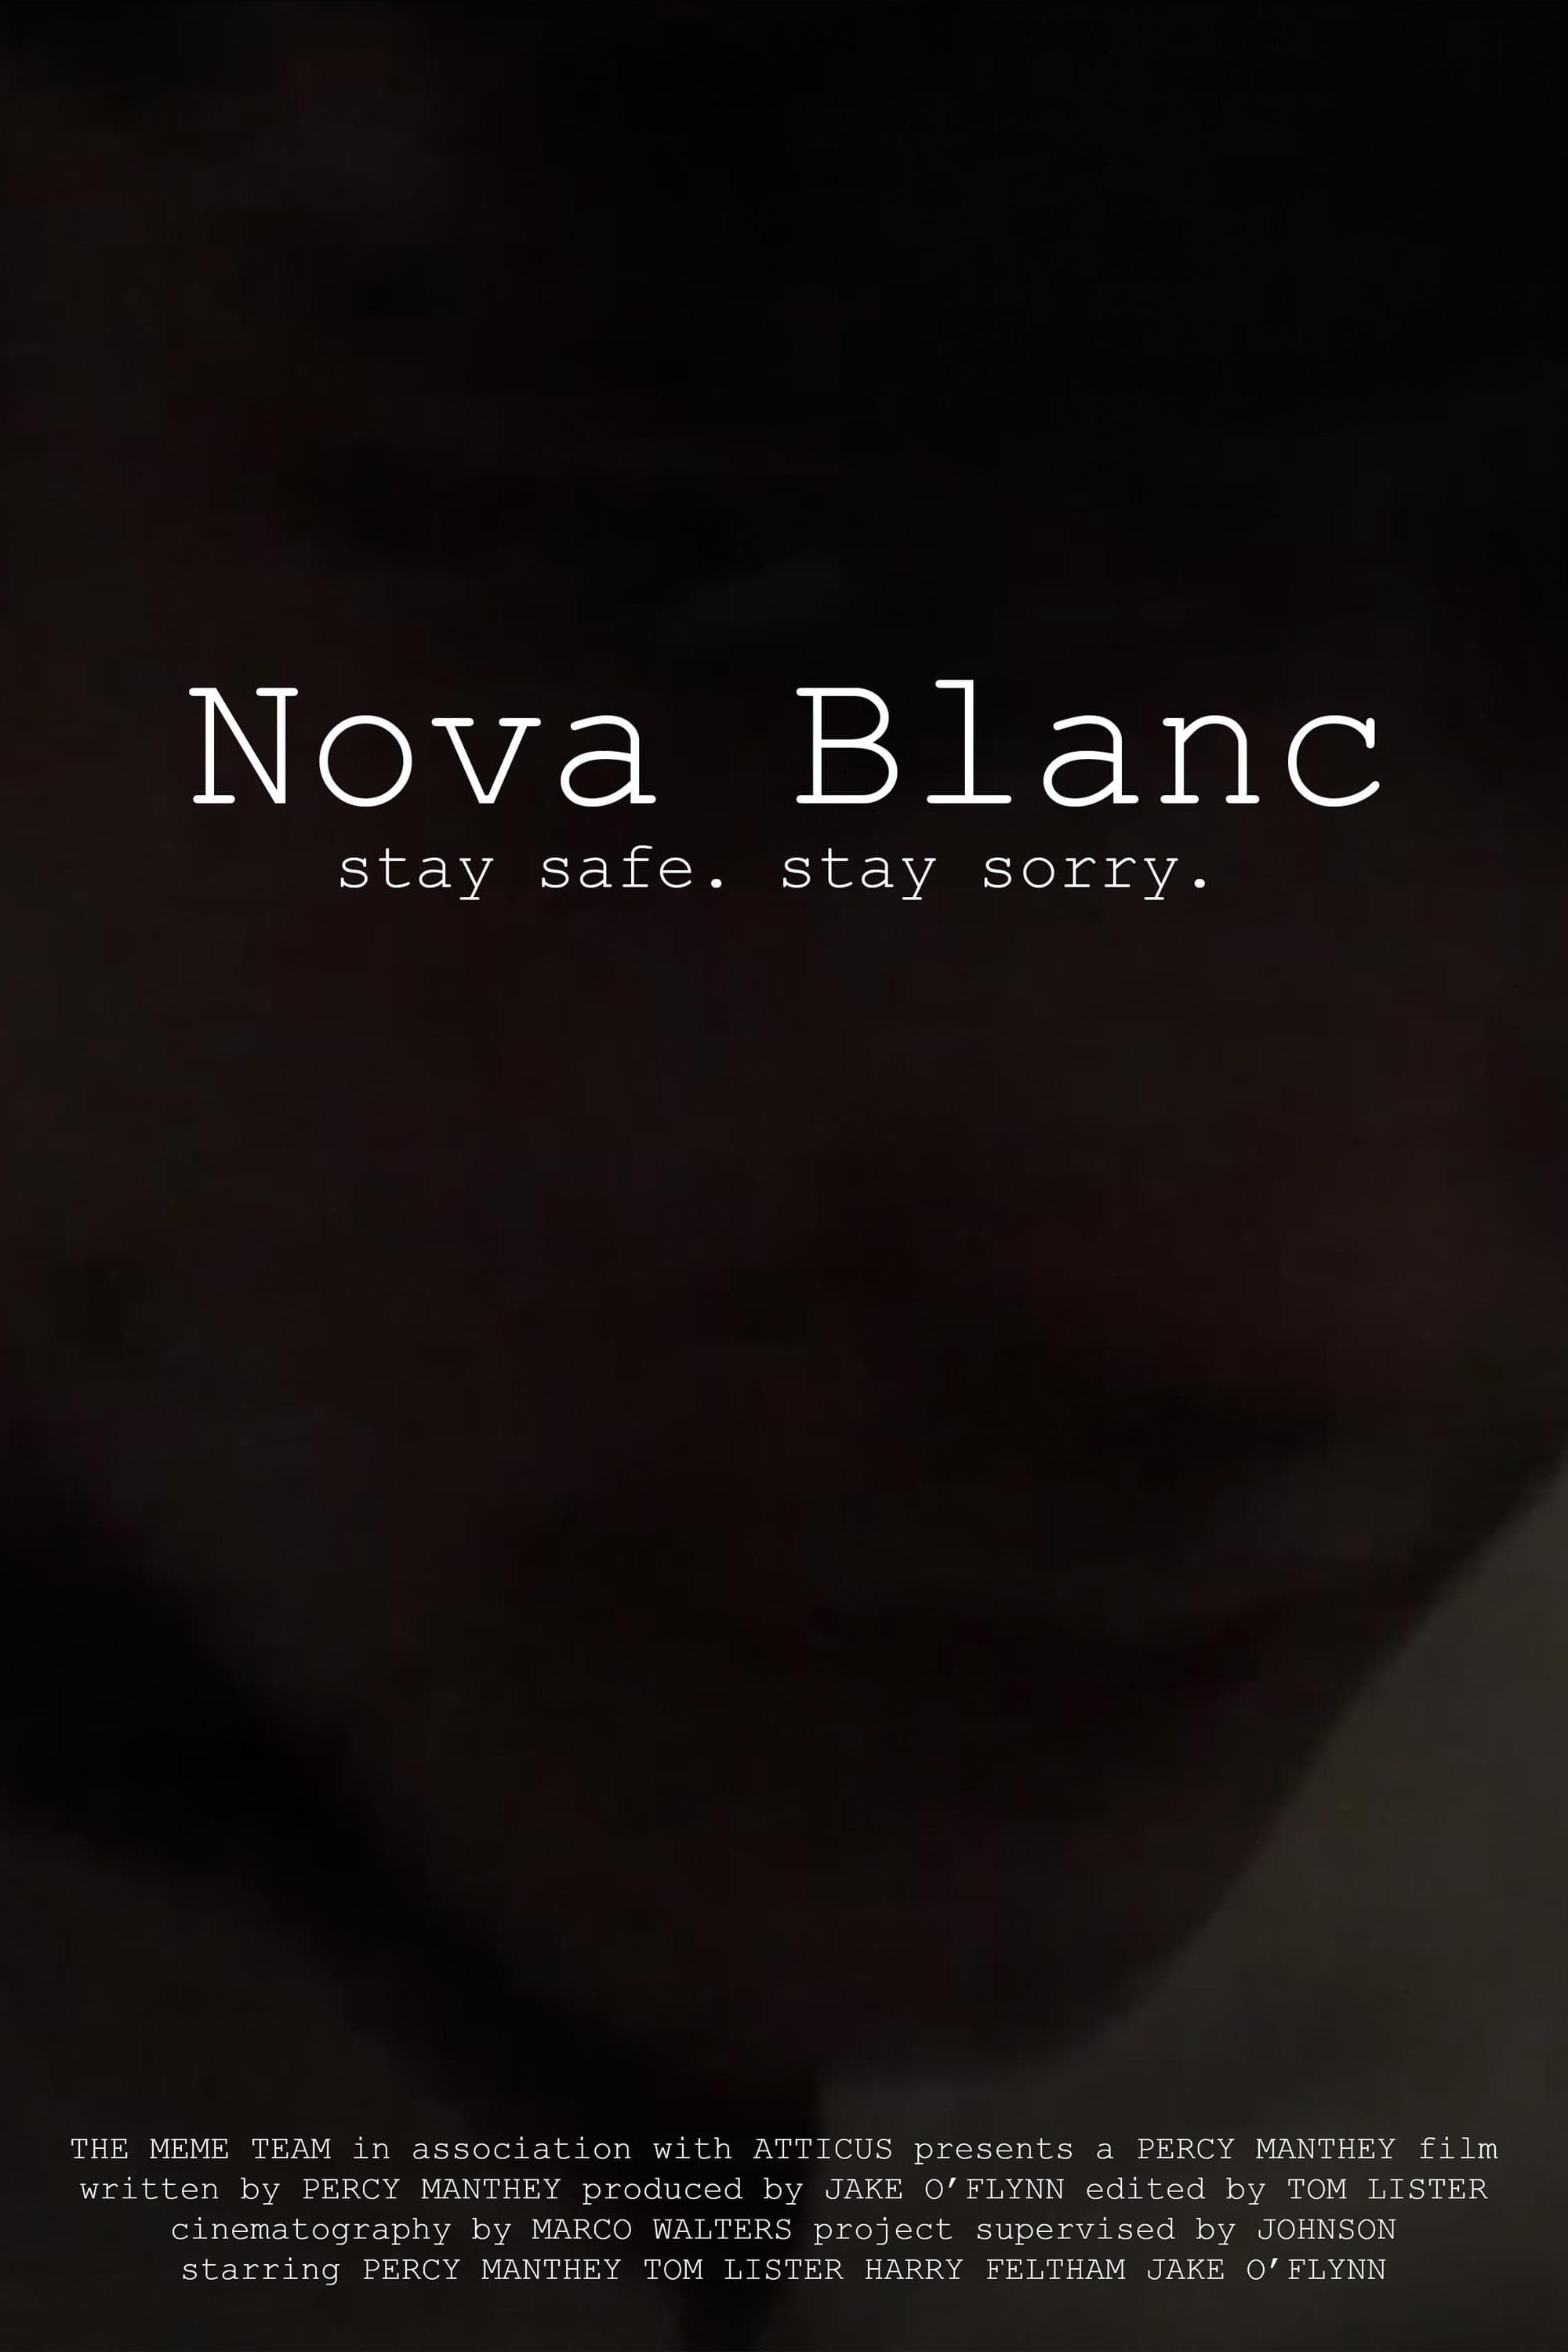 Nova Blanc
stay safe. stay sorry.
THE MEME TEAM in association with ATTICUS presents a PERCY MANTHEY film
written by PERCY MANTHEY produced by JAKE O'FLYNN edited by TOM LISTER
cinematography by MARCO WALTERS project supervised by JOHNSON
starring PERCY MANTHEY TOM LISTER HARRY FELTHAM JAKE O'FLYNN